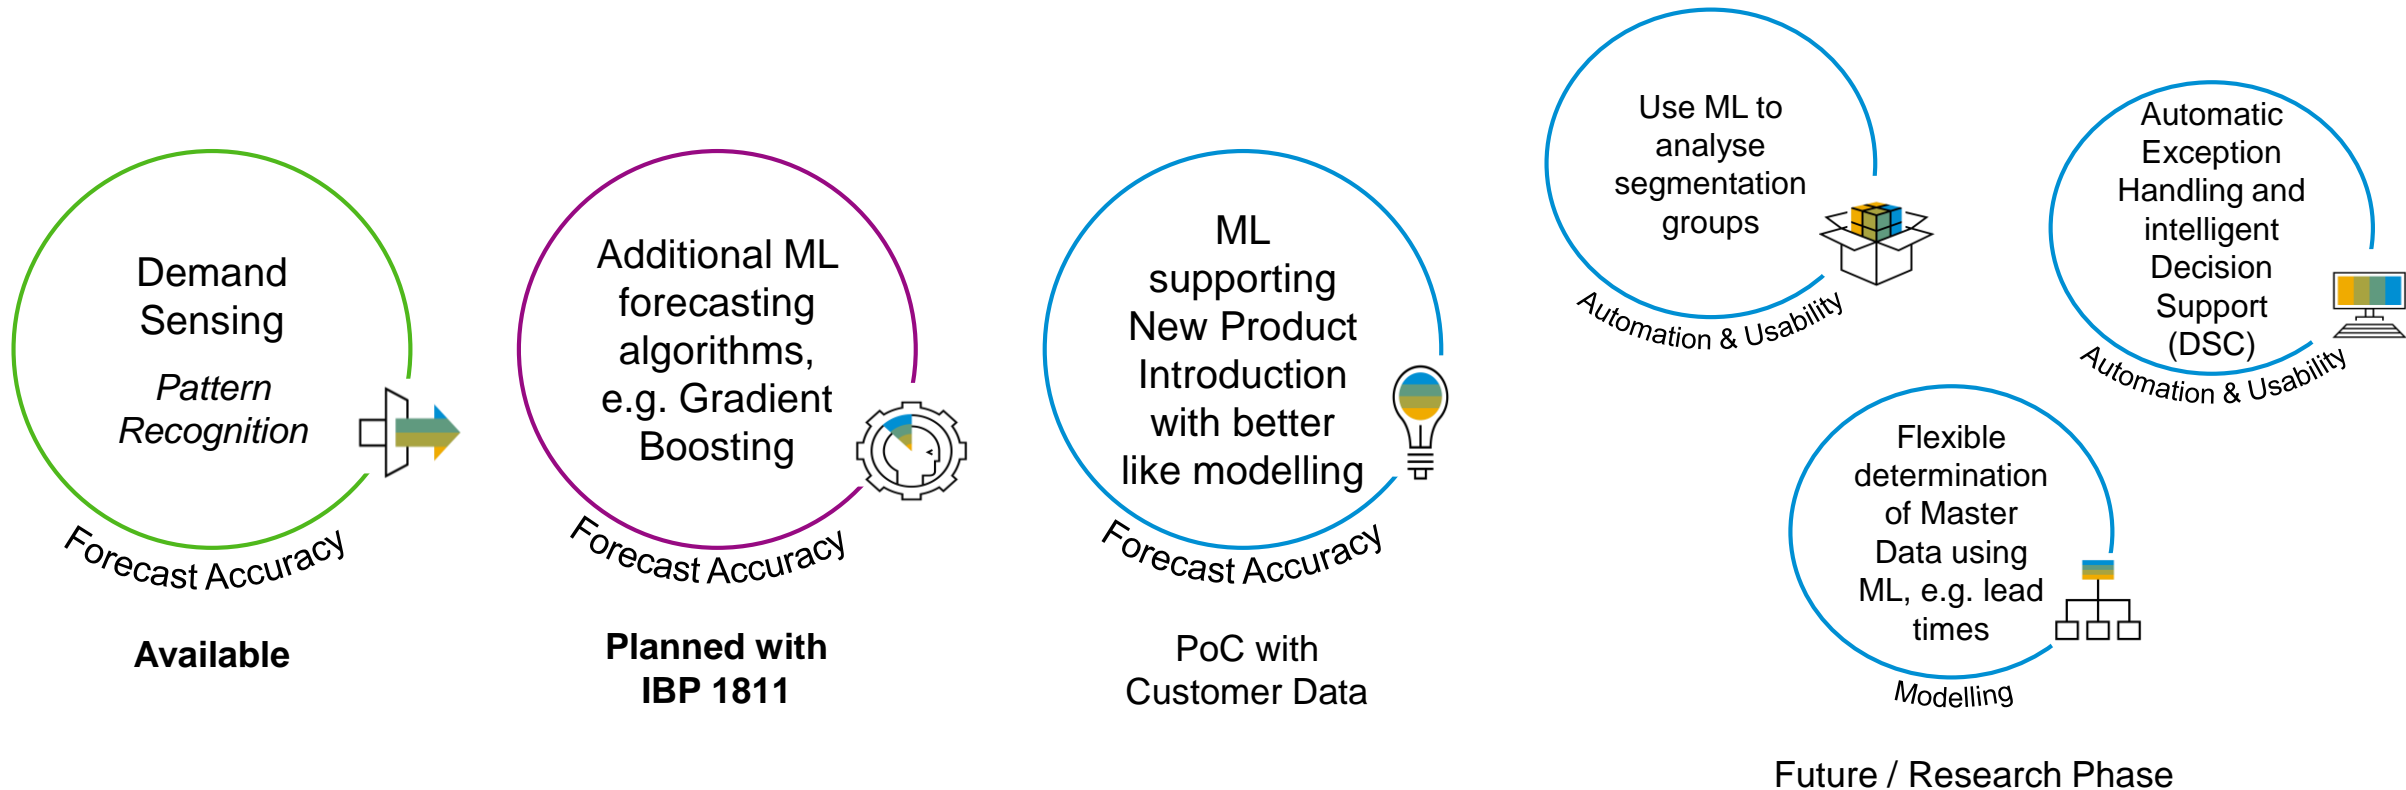 Demand
Sensing
Pattern
Recognition
Forecast Accuracy
Available
Additional ML
forecasting
algorithms,
e.g. Gradient
Boosting
Forecast Accuracy
Planned with
IBP 1811
ML
supporting
New Product
Introduction
with better
like modelling
Forecast Accuracy
PoC with
Customer Data
Use ML to
analyse
segmentation
groups
Automation & Usability
Automatic
Exception
Handling and
intelligent
Decision
Support
(DSC)
Automation & Usability
Flexible
determination
of Master
Data using
ML, e.g. lead
times
Modelling
Future / Research Phase